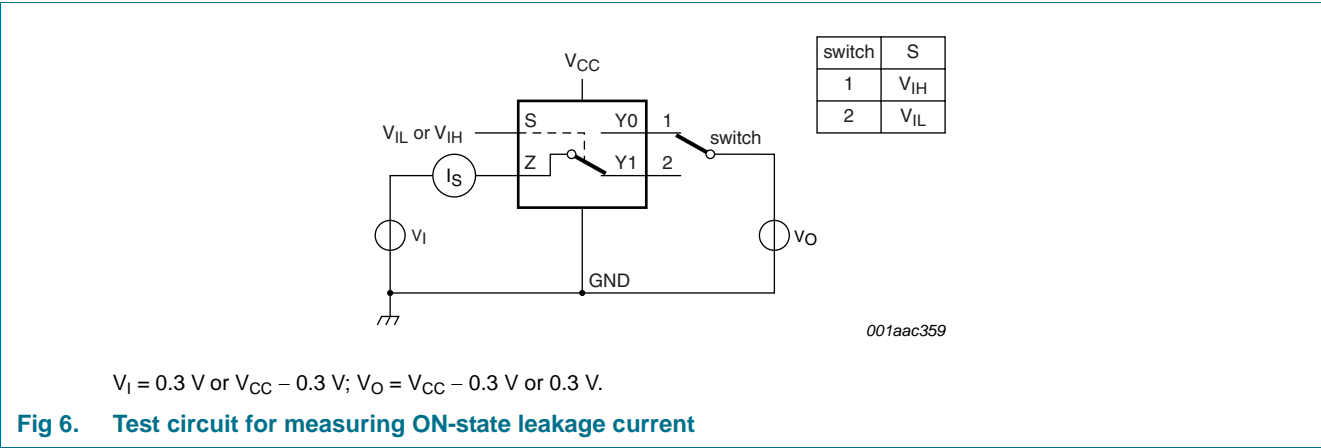 switch S
1 VIH
2 VIL
VCC
VIL or VIH S Y0 1 switch
IS Z Y1 2
VI VO
GND
001aac359
VI = 0.3 V or VCC − 0.3 V; VO = VCC − 0.3 V or 0.3 V.
Fig 6. Test circuit for measuring ON-state leakage current